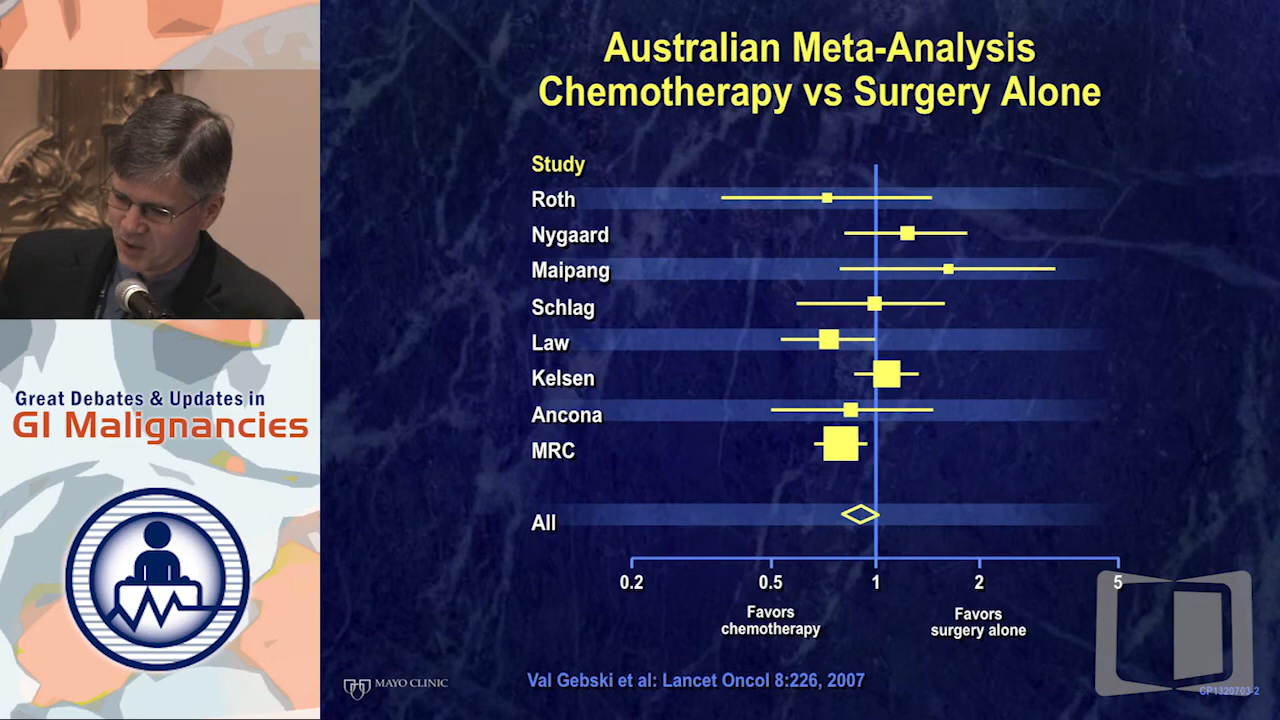 Australian Meta-Analysis
Chemotherapy vs Surgery Alone
Study
Roth
Nygaard
Maipang
Schlag
Law
Kelsen
Ancona
MRC
All
0.2 0.5 1 2 5
Favors
chemotherapy
Favors
surgery alone
Val Gebski et al: Lancet Oncol 8:226, 2007
MAYO CLINIC
CP1320703-2
Great Debates & Updates in
GI Malignancies